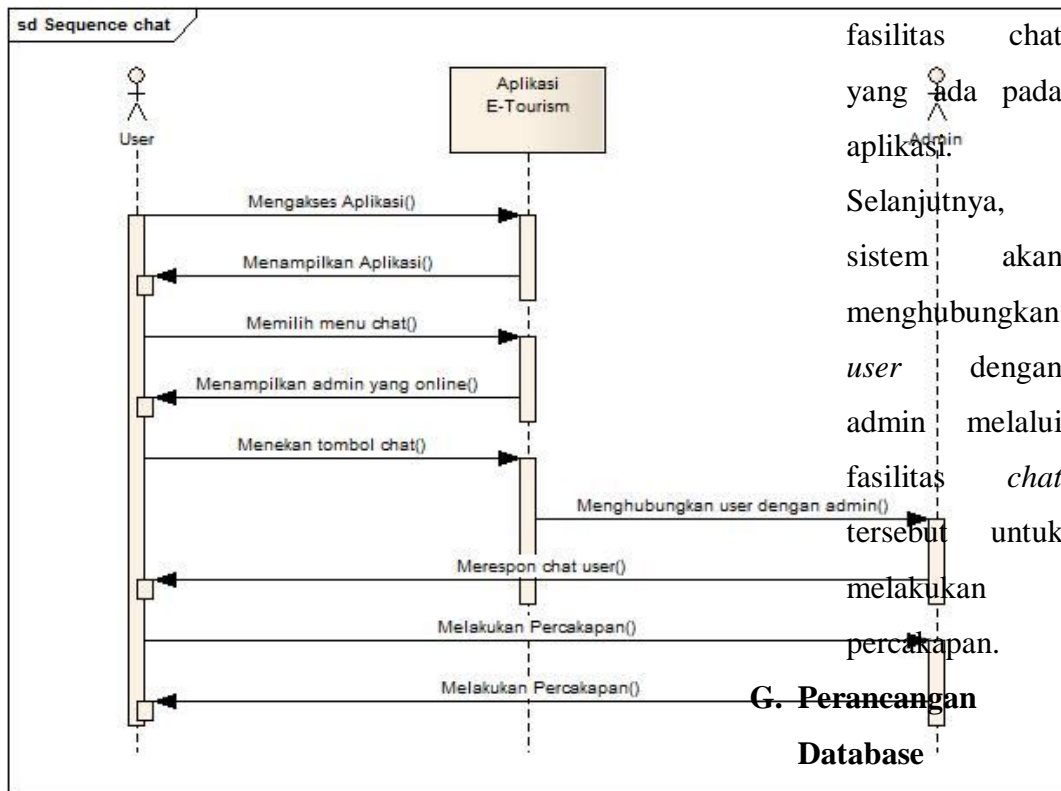 sd Sequence chat
User
Aplikasi
E-Tourism
Admin
Mengakses Aplikasi()
Menampilkan Aplikasi()
Memilih menu chat()
Menampilkan admin yang online()
Menekan tombol chat()
Menghubungkan user dengan admin()
Merespon chat user()
Melakukan Percakapan()
Melakukan Percakapan()
fasilitas chat
yang ada pada
aplikasi.
Selanjutnya,
sistem akan
menghubungkan
user dengan
admin melalui
fasilitas chat
tersebut untuk
melakukan
percakapan.
G. Perancangan
Database